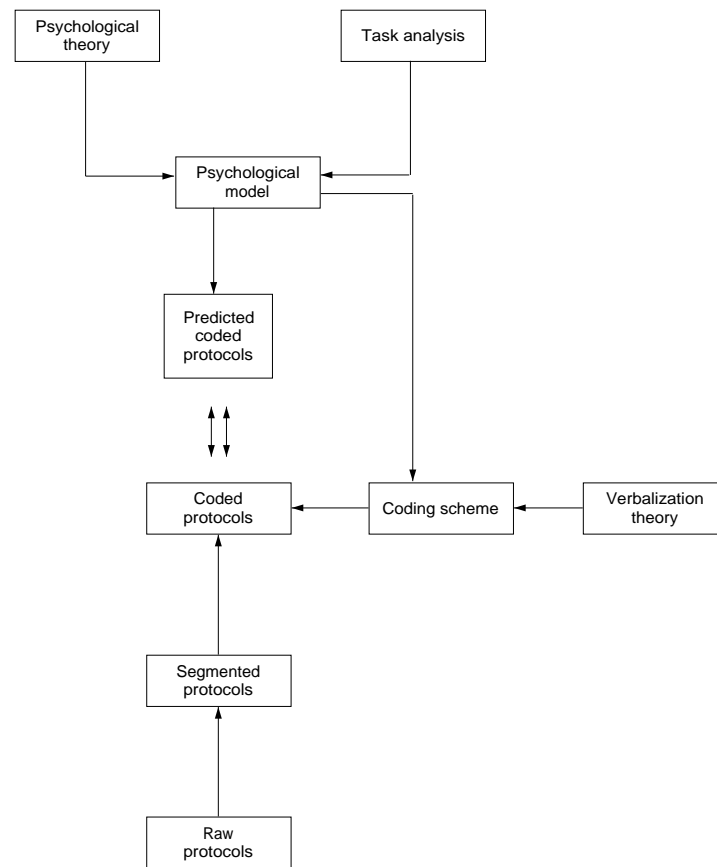 Psychological
theory
Task analysis
Psychological
model
Predicted
coded
protocols
Coded
protocols
Coding scheme
Verbalization
theory
Segmented
protocols
Raw
protocols